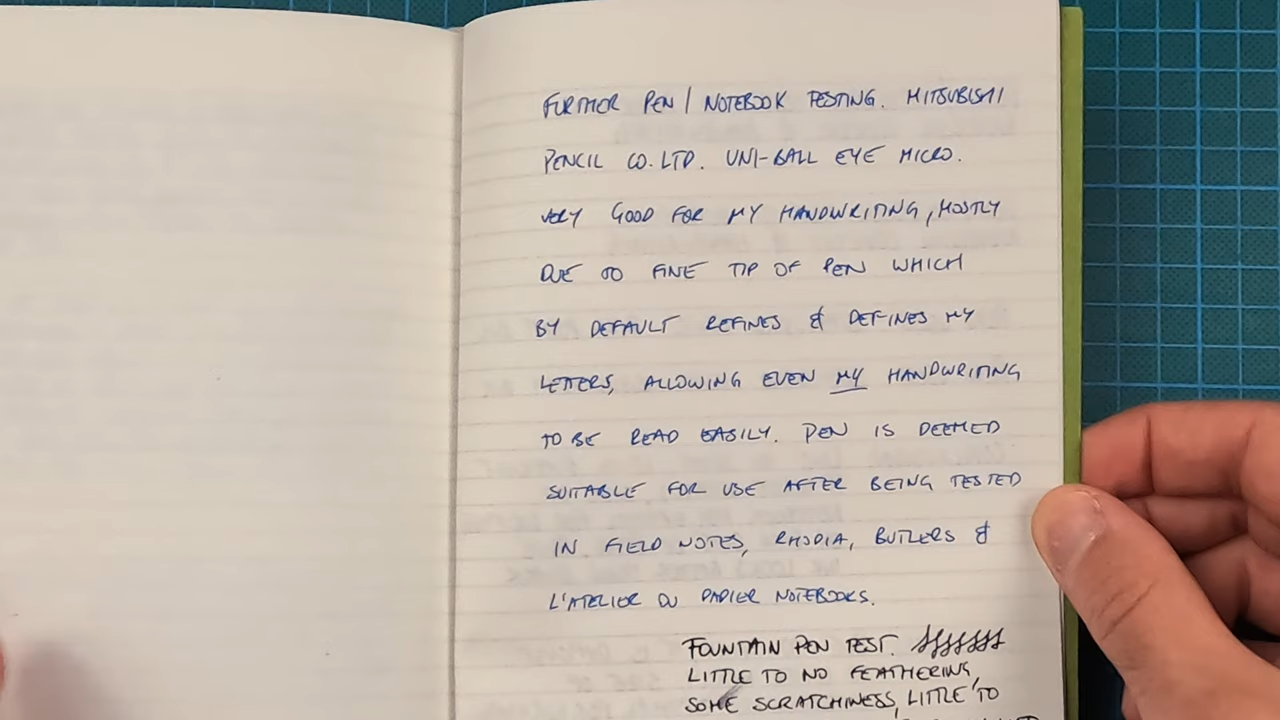 FURTHER PEN / NOTEBOOK TESTING. MITSUBISHI
PENCIL CO. LTD. UNI-BALL EYE MICRO.
VERY GOOD FOR MY HANDWRITING, MOSTLY
DUE TO FINE TIP OF PEN WHICH
BY DEFAULT REFINES & DEFINES MY
LETTERS, ALLOWING EVEN MY HANDWRITING
TO BE READ EASILY. PEN IS DEEMED
SUITABLE FOR USE AFTER BEING TESTED
IN FIELD NOTES, RHODIA, BUTLERS &
L'ATELIER DU PAPIER NOTEBOOKS.
FOUNTAIN PEN TEST.
LITTLE TO NO FEATHERING,
SOME SCRATCHINESS, LITTLE TO